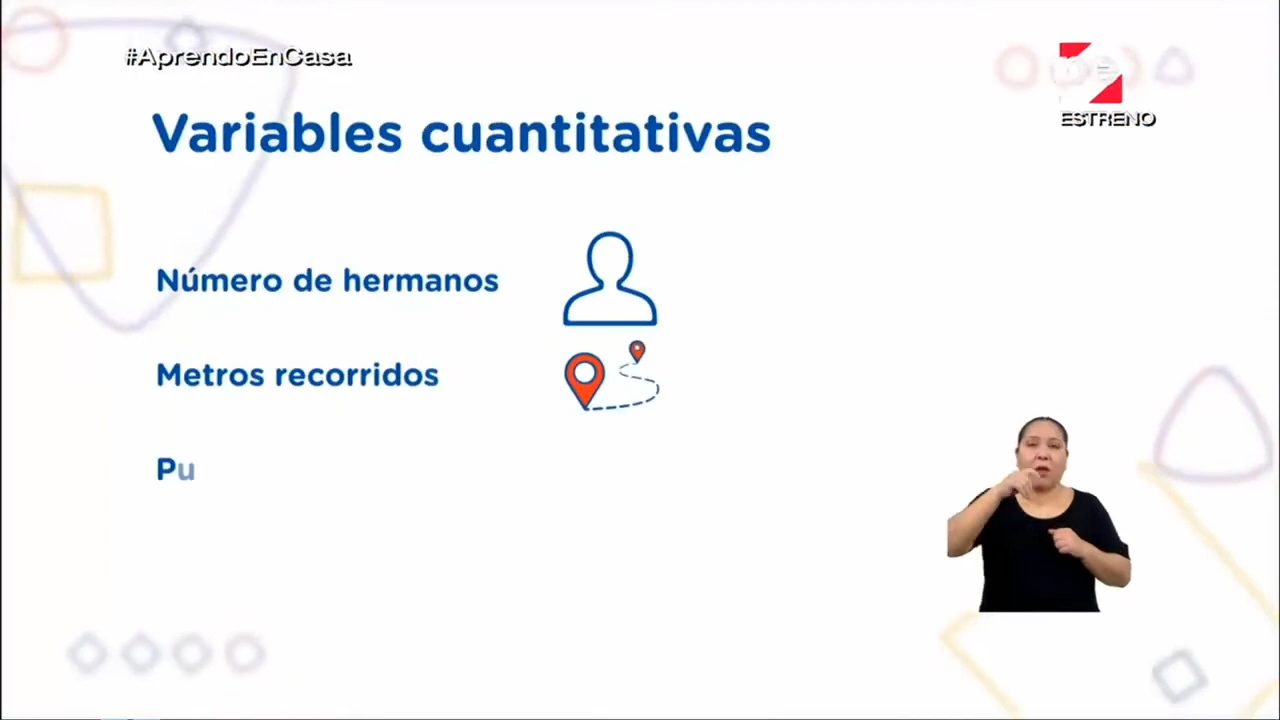 #AprendoEnCasa
ESTRENO
Variables cuantitativas
Número de hermanos
Metros recorridos
Pu